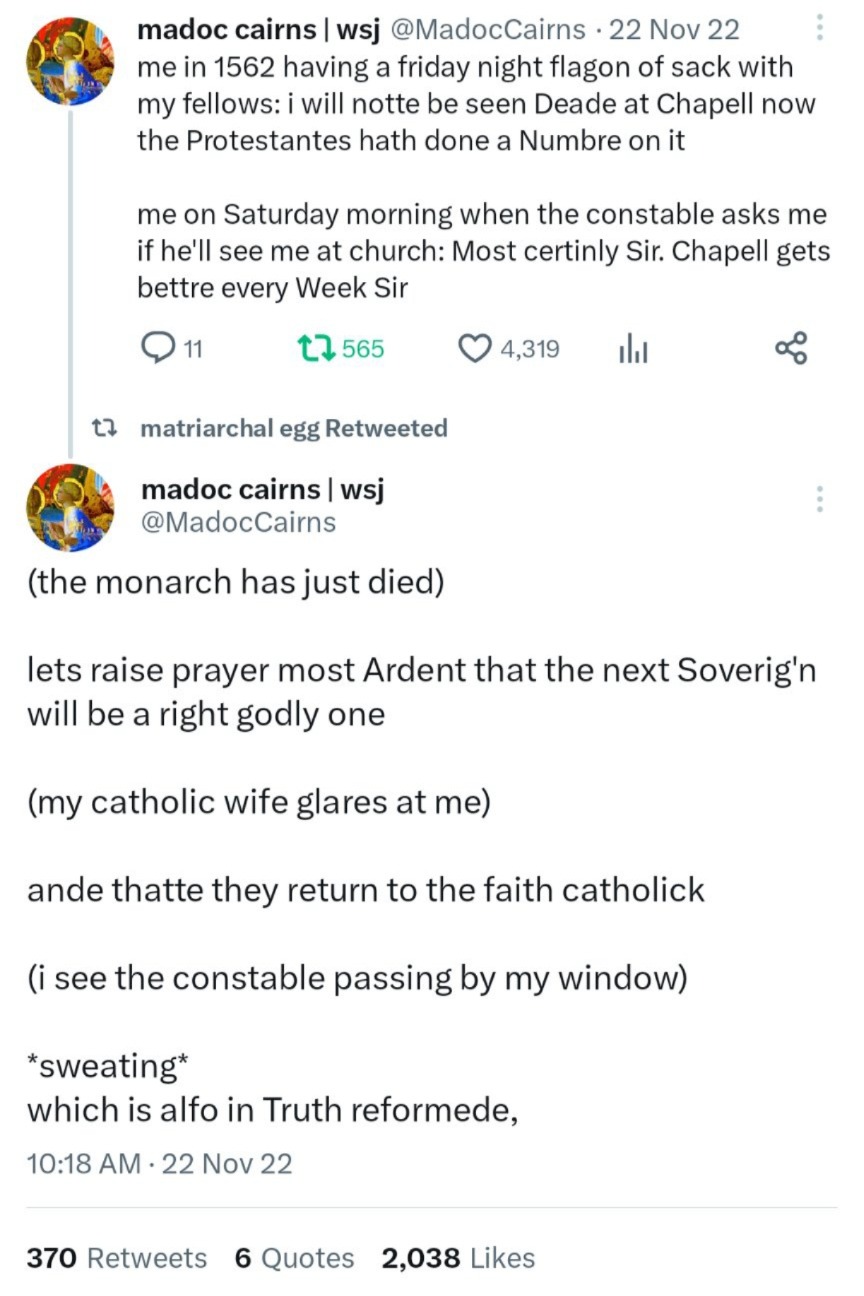 madoc cairns | wsj @MadocCairns · 22 Nov 22
me in 1562 having a friday night flagon of sack with
my fellows: i will notte be seen Deade at Chapell now
the Protestantes hath done a Numbre on it
me on Saturday morning when the constable asks me
if he'll see me at church: Most certinly Sir. Chapell gets
bettre every Week Sir
11 565 4,319
matriarchal egg Retweeted
madoc cairns | wsj
@MadocCairns
(the monarch has just died)
lets raise prayer most Ardent that the next Soverig'n
will be a right godly one
(my catholic wife glares at me)
ande thatte they return to the faith catholick
(i see the constable passing by my window)
*sweating*
which is alfo in Truth reformede,
10:18 AM · 22 Nov 22
370 Retweets 6 Quotes 2,038 Likes